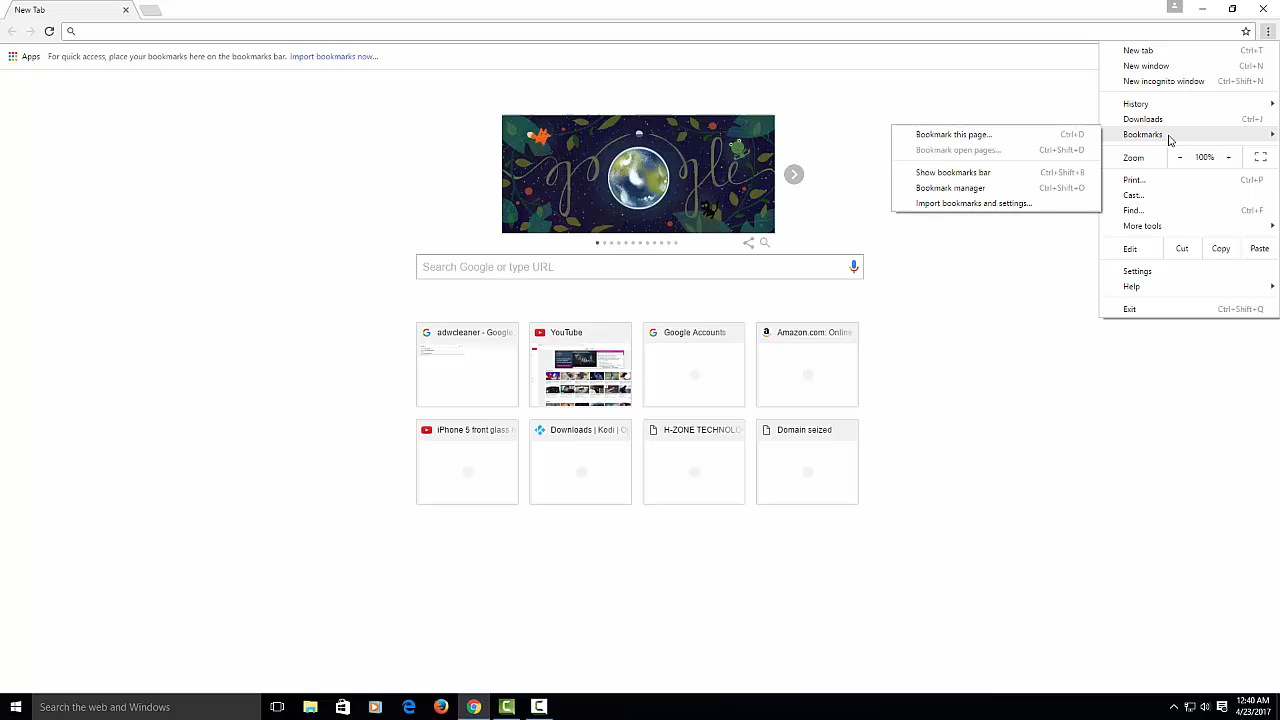 New Tab
Apps For quick access, place your bookmarks here on the bookmarks bar. Import bookmarks now...
New tab Ctrl+T
New window Ctrl+N
New incognito window Ctrl+Shift+N
History
Downloads Ctrl+J
Bookmarks
Zoom - 100% +
Print... Ctrl+P
Cast...
Find... Ctrl+F
More tools
Edit Cut Copy Paste
Settings
Help
Exit Ctrl+Shift+Q
Bookmark this page... Ctrl+D
Bookmark open pages... Ctrl+Shift+D
Show bookmarks bar Ctrl+Shift+B
Bookmark manager Ctrl+Shift+O
Import bookmarks and settings...
Google
Search Google or type URL
adwcleaner - Google
YouTube
Google Accounts
Amazon.com: Online
iPhone 5 front glass
Downloads | Kodi |
H-ZONE TECHNOLO
Domain seized
Search the web and Windows
12:40 AM
4/23/2017